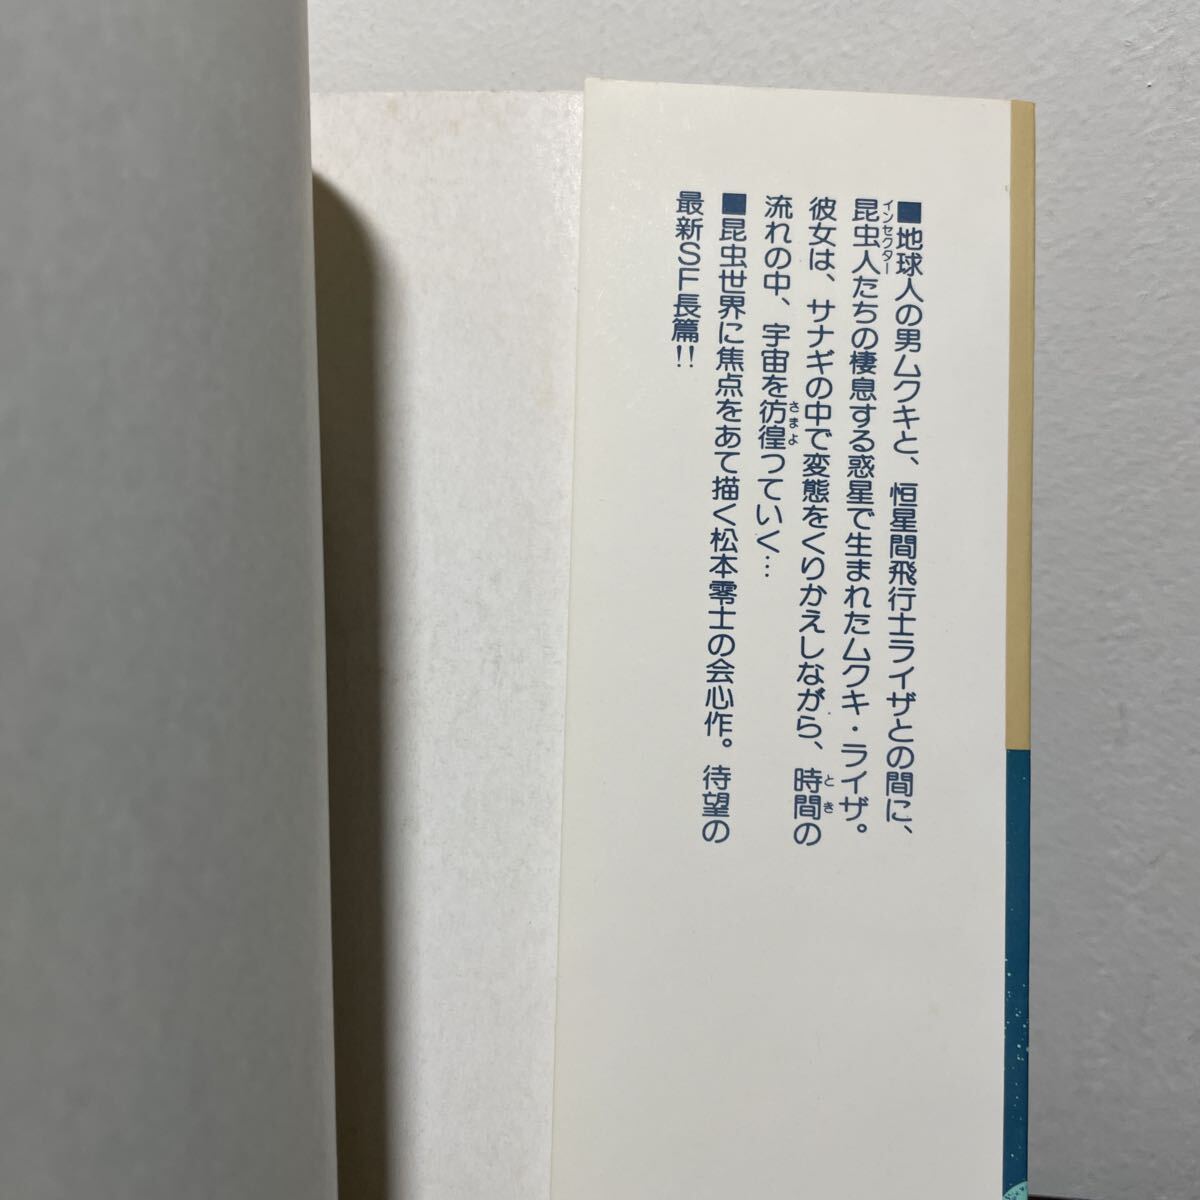 ■地球人の男ムクキと、恒星間飛行士ライザとの間に、
昆虫人たちの棲息する惑星で生まれたムクキ・ライザ。
インセクター
彼女は、サナギの中で変態をくりかえしながら、時間の
とき
流れの中、宇宙を彷徨っていく…
さまよ
■昆虫世界に焦点をあて描く松本零士の会心作。待望の
最新SF長篇!!